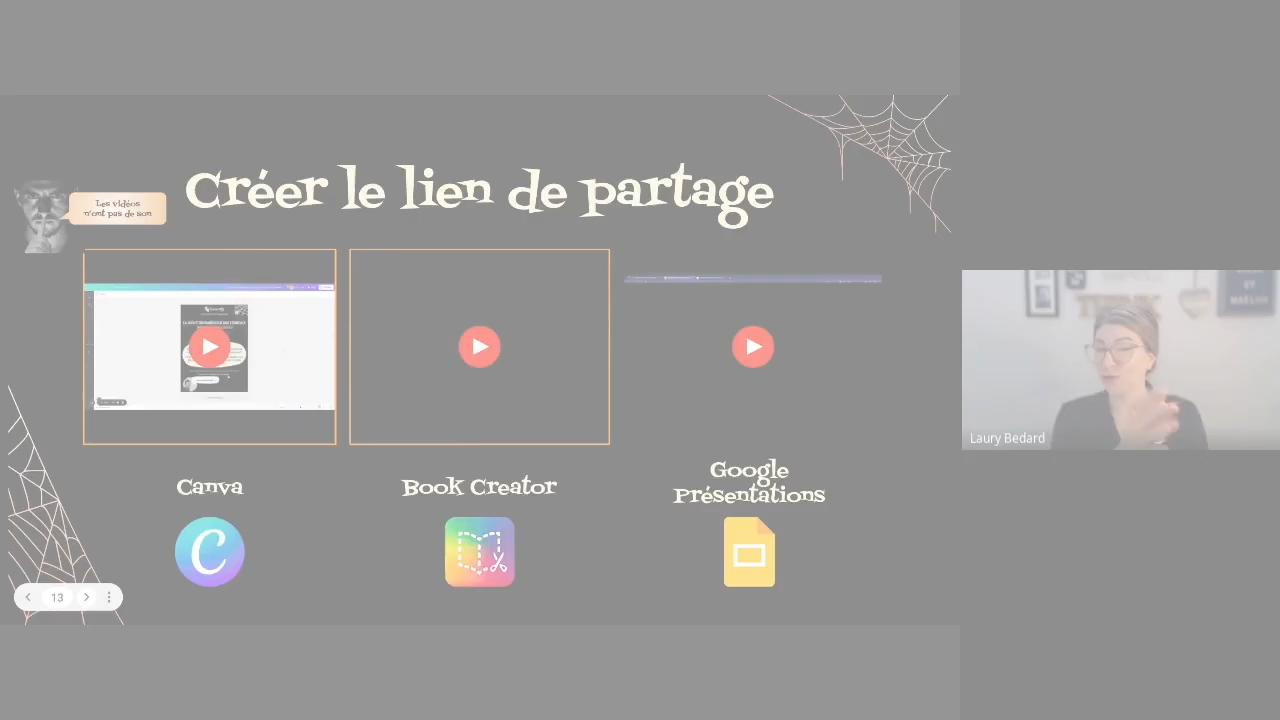 Créer le lien de partage
Les vidéos
n'ont pas de son
Canva
Book Creator
Google
Présentations
C
13
Laury Bedard